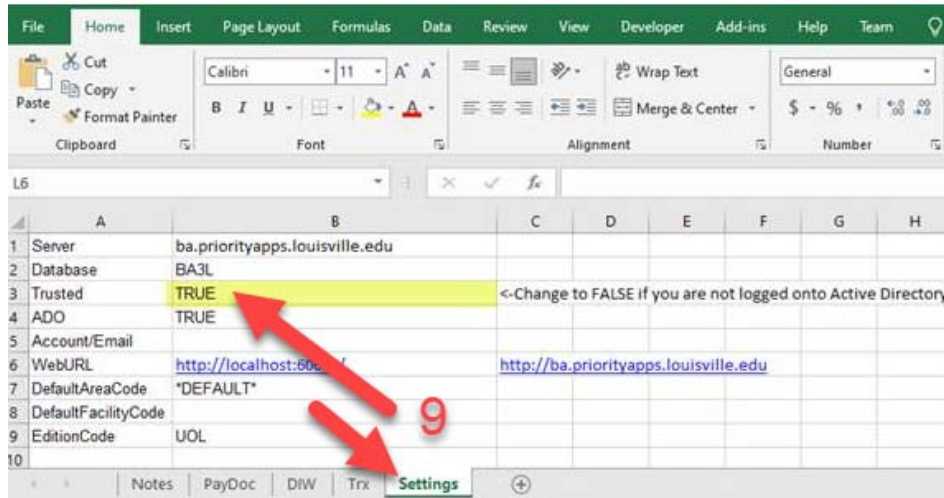 File Home Insert Page Layout Formulas Data Review View Developer Add-ins Help Team
Cut
Copy
Format Painter
Paste
Calibri 11 A A
B I U A
ab Wrap Text
Merge & Center
General
$ % ,
Clipboard Font Alignment Number
L6 fx
A B C D E F G H
1 Server ba.priorityapps.louisville.edu
2 Database BA3L
3 Trusted TRUE <-Change to FALSE if you are not logged onto Active Directory
4 ADO TRUE
5 Account/Email
6 WebURL http://ba.priorityapps.louisville.edu
7 DefaultAreaCode *DEFAULT*
8 DefaultFacilityCode
9 EditionCode UOL
10
9
Notes PayDoc DIW Trx Settings